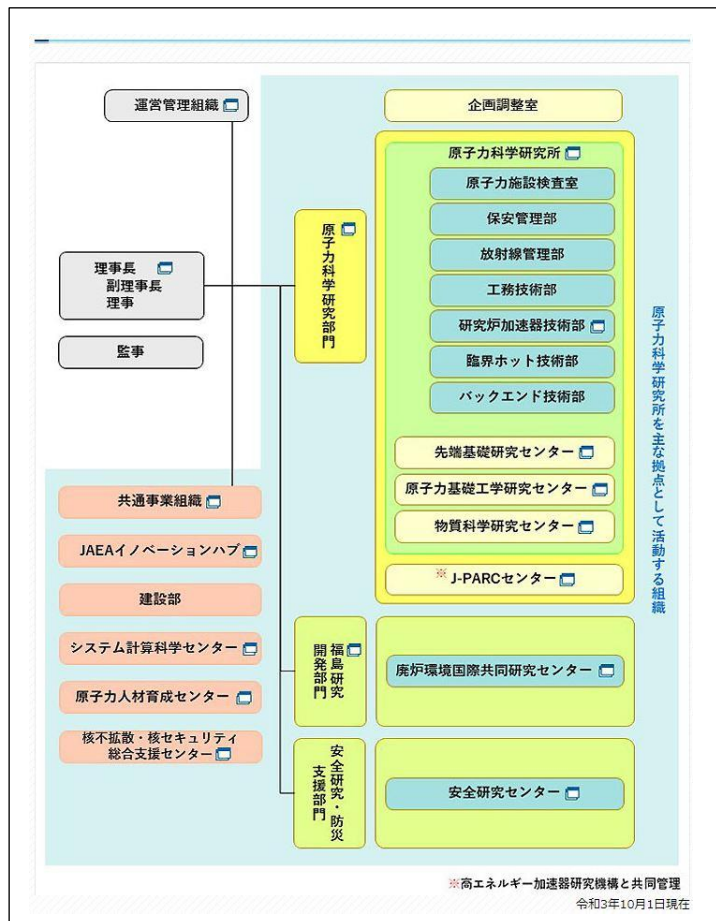 運営管理組織
企画調整室
原子力科学研究所
原子力施設検査室
保安管理部
放射線管理部
工務技術部
研究炉加速器技術部
臨界ホット技術部
バックエンド技術部
先端基礎研究センター
原子力基礎工学研究センター
物質科学研究センター
※J-PARCセンター
原子力科学研究部門
理事長
副理事長
理事
監事
共通事業組織
JAEAイノベーションハブ
建設部
システム計算科学センター
原子力人材育成センター
核不拡散・核セキュリティ
総合支援センター
福島研究
開発部門
廃炉環境国際共同研究センター
安全研究・防災
支援部門
安全研究センター
原子力科学研究所を主な拠点として活動する組織
※高エネルギー加速器研究機構と共同管理
令和3年10月1日現在